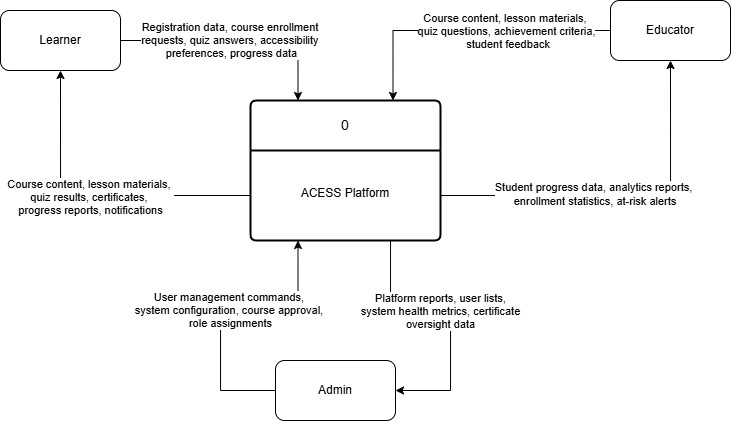 Learner
Registration data, course enrollment
requests, quiz answers, accessibility
preferences, progress data
Course content, lesson materials,
quiz questions, achievement criteria,
student feedback
Educator
0
ACESS Platform
Course content, lesson materials,
quiz results, certificates,
progress reports, notifications
Student progress data, analytics reports,
enrollment statistics, at-risk alerts
User management commands,
system configuration, course approval,
role assignments
Platform reports, user lists,
system health metrics, certificate
oversight data
Admin